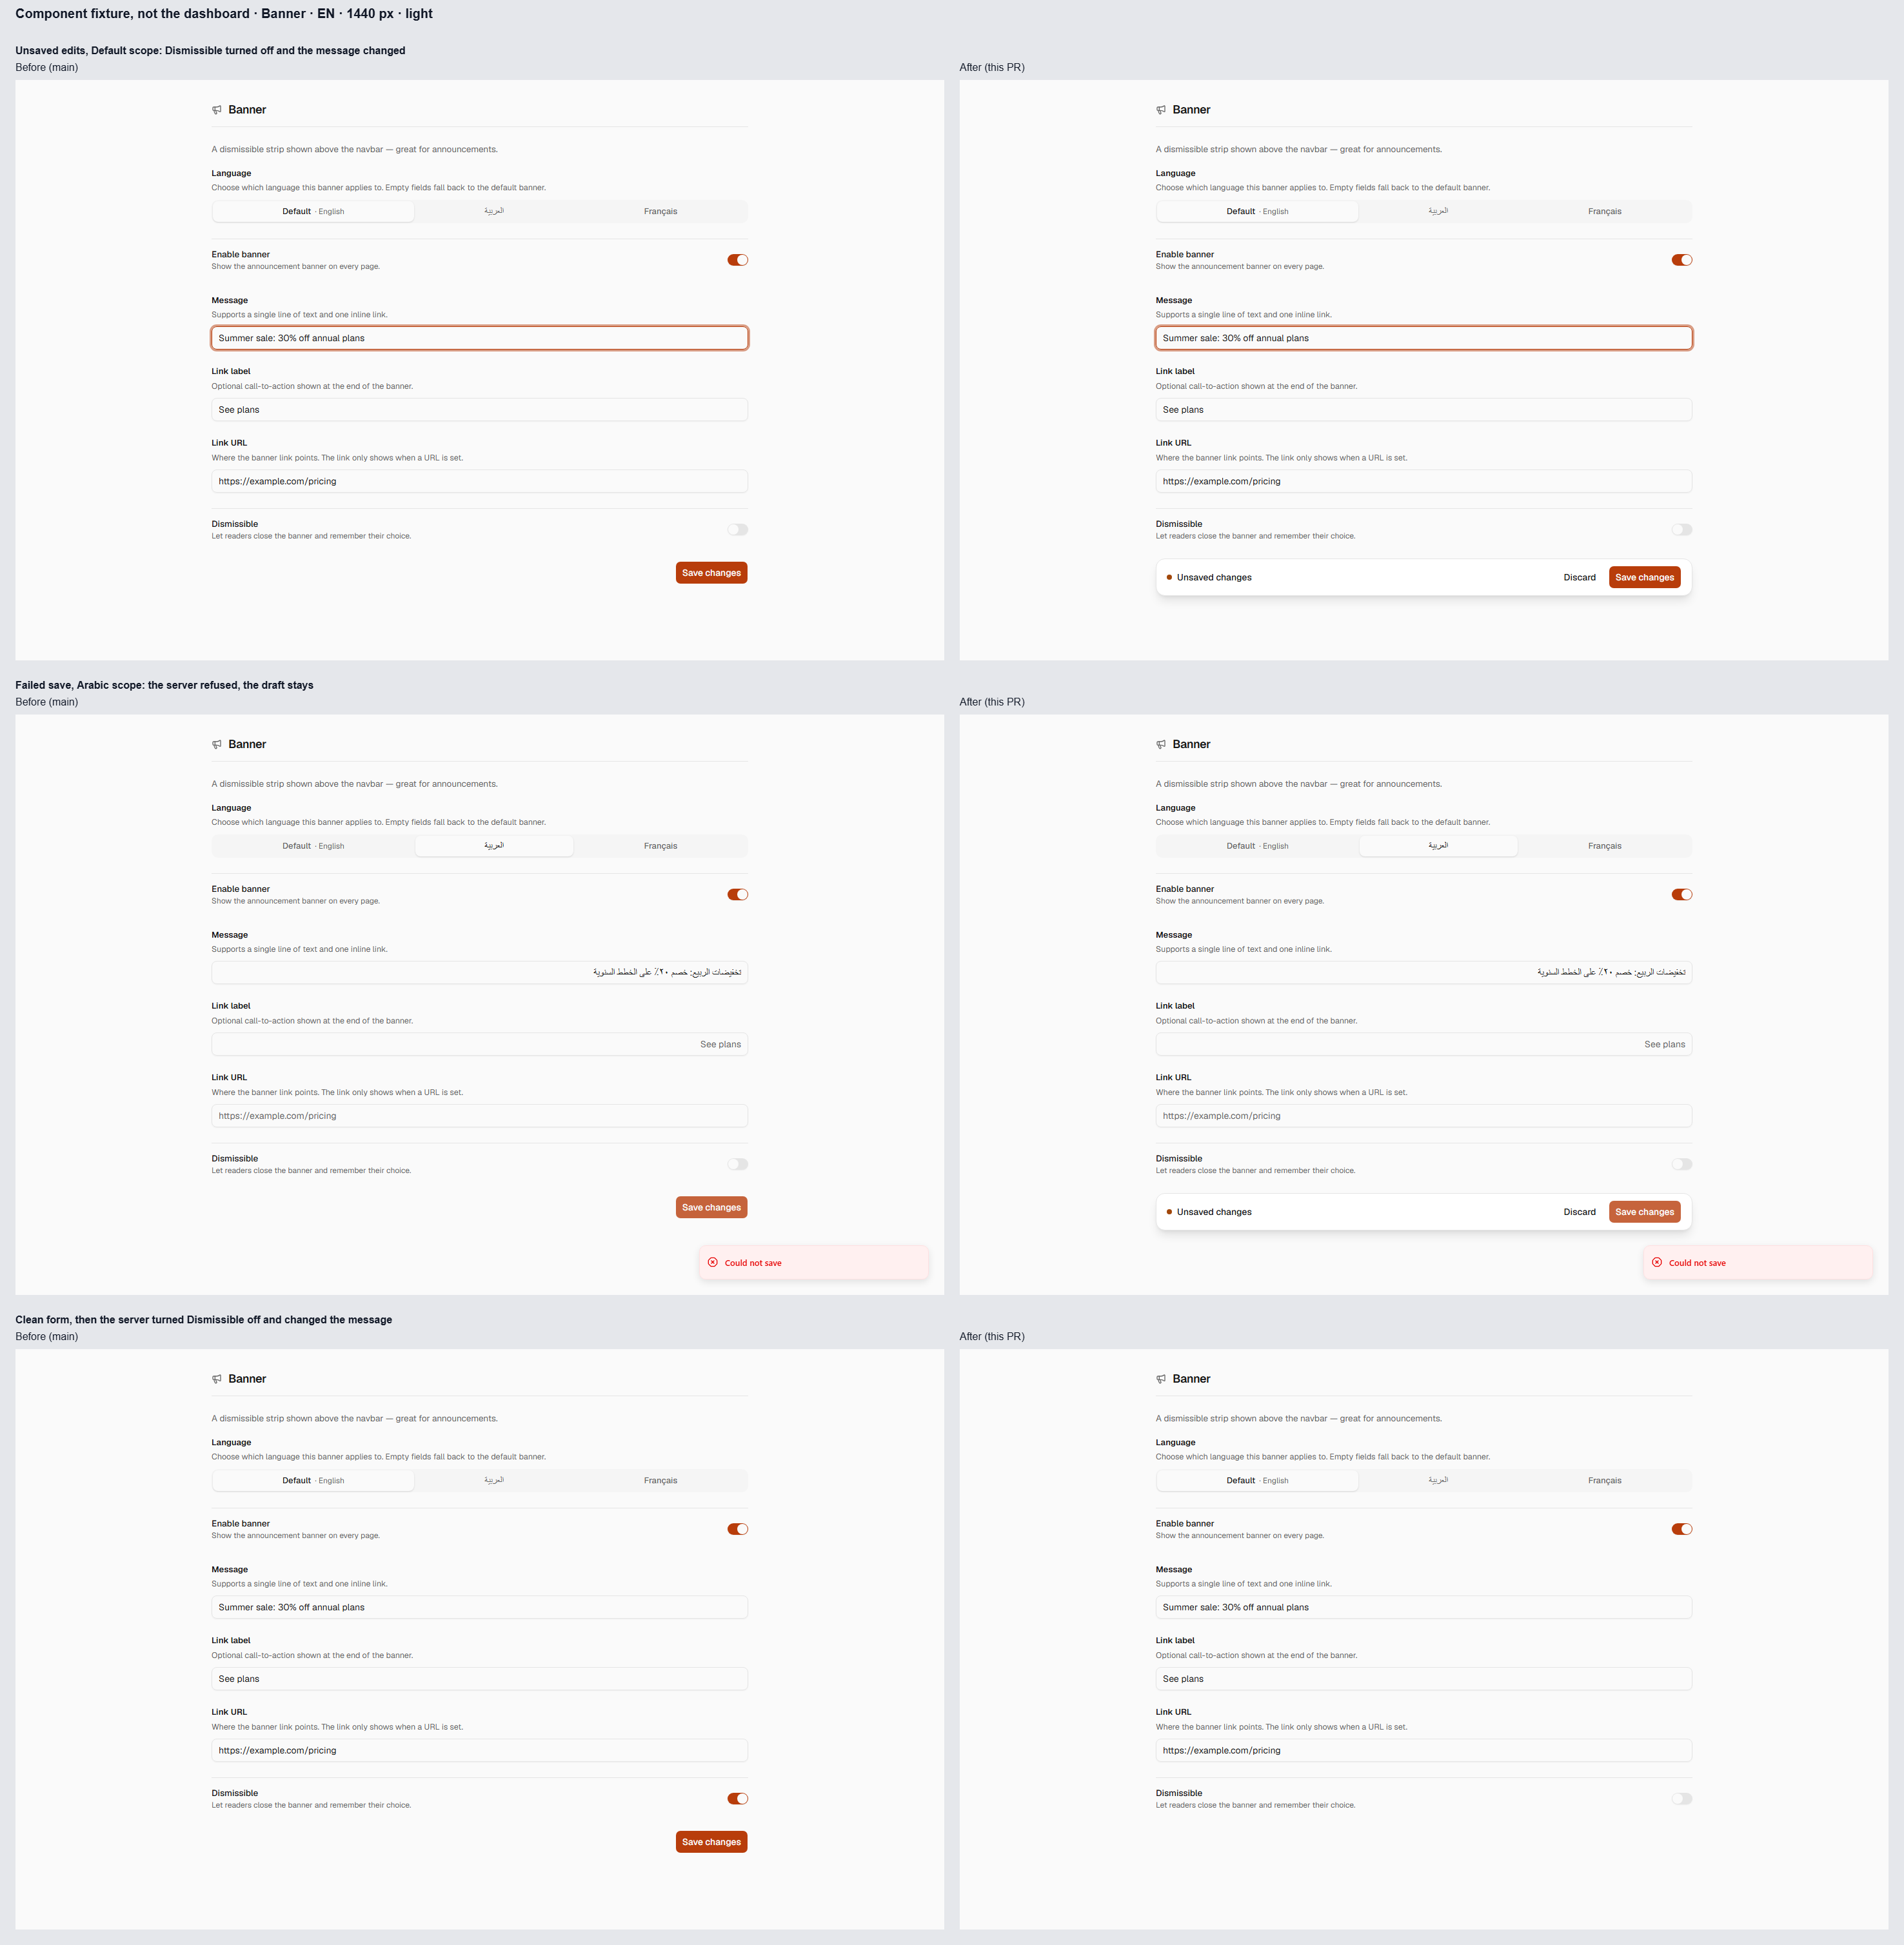 Component fixture, not the dashboard · Banner · EN · 1440 px · light
Unsaved edits, Default scope: Dismissible turned off and the message changed
Before (main)
Banner
A dismissible strip shown above the navbar — great for announcements.
Language
Choose which language this banner applies to. Empty fields fall back to the default banner.
Default · English
العربية
Français
Enable banner
Show the announcement banner on every page.
Message
Supports a single line of text and one inline link.
Summer sale: 30% off annual plans
Link label
Optional call-to-action shown at the end of the banner.
See plans
Link URL
Where the banner link points. The link only shows when a URL is set.
https://example.com/pricing
Dismissible
Let readers close the banner and remember their choice.
Save changes
After (this PR)
Banner
A dismissible strip shown above the navbar — great for announcements.
Language
Choose which language this banner applies to. Empty fields fall back to the default banner.
Default · English
العربية
Français
Enable banner
Show the announcement banner on every page.
Message
Supports a single line of text and one inline link.
Summer sale: 30% off annual plans
Link label
Optional call-to-action shown at the end of the banner.
See plans
Link URL
Where the banner link points. The link only shows when a URL is set.
https://example.com/pricing
Dismissible
Let readers close the banner and remember their choice.
Unsaved changes
Discard
Save changes
Failed save, Arabic scope: the server refused, the draft stays
Before (main)
Banner
A dismissible strip shown above the navbar — great for announcements.
Language
Choose which language this banner applies to. Empty fields fall back to the default banner.
Default · English
العربية
Français
Enable banner
Show the announcement banner on every page.
Message
Supports a single line of text and one inline link.
تخفيضات الربيع: خصم ٢٠٪ على الخطط السنوية
Link label
Optional call-to-action shown at the end of the banner.
See plans
Link URL
Where the banner link points. The link only shows when a URL is set.
https://example.com/pricing
Dismissible
Let readers close the banner and remember their choice.
Save changes
Could not save
After (this PR)
Banner
A dismissible strip shown above the navbar — great for announcements.
Language
Choose which language this banner applies to. Empty fields fall back to the default banner.
Default · English
العربية
Français
Enable banner
Show the announcement banner on every page.
Message
Supports a single line of text and one inline link.
تخفيضات الربيع: خصم ٢٠٪ على الخطط السنوية
Link label
Optional call-to-action shown at the end of the banner.
See plans
Link URL
Where the banner link points. The link only shows when a URL is set.
https://example.com/pricing
Dismissible
Let readers close the banner and remember their choice.
Unsaved changes
Discard
Save changes
Could not save
Clean form, then the server turned Dismissible off and changed the message
Before (main)
Banner
A dismissible strip shown above the navbar — great for announcements.
Language
Choose which language this banner applies to. Empty fields fall back to the default banner.
Default · English
العربية
Français
Enable banner
Show the announcement banner on every page.
Message
Supports a single line of text and one inline link.
Summer sale: 30% off annual plans
Link label
Optional call-to-action shown at the end of the banner.
See plans
Link URL
Where the banner link points. The link only shows when a URL is set.
https://example.com/pricing
Dismissible
Let readers close the banner and remember their choice.
Save changes
After (this PR)
Banner
A dismissible strip shown above the navbar — great for announcements.
Language
Choose which language this banner applies to. Empty fields fall back to the default banner.
Default · English
العربية
Français
Enable banner
Show the announcement banner on every page.
Message
Supports a single line of text and one inline link.
Summer sale: 30% off annual plans
Link label
Optional call-to-action shown at the end of the banner.
See plans
Link URL
Where the banner link points. The link only shows when a URL is set.
https://example.com/pricing
Dismissible
Let readers close the banner and remember their choice.